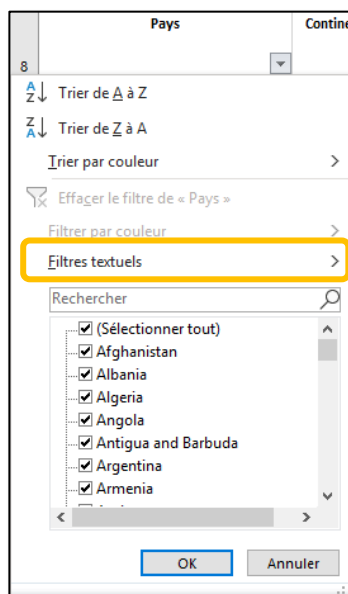 Pays
Contine
8
Trier de A à Z
Trier de Z à A
Trier par couleur
Effacer le filtre de « Pays »
Filtrer par couleur
Filtres textuels
Rechercher
(Sélectionner tout)
Afghanistan
Albania
Algeria
Angola
Antigua and Barbuda
Argentina
Armenia
OK
Annuler